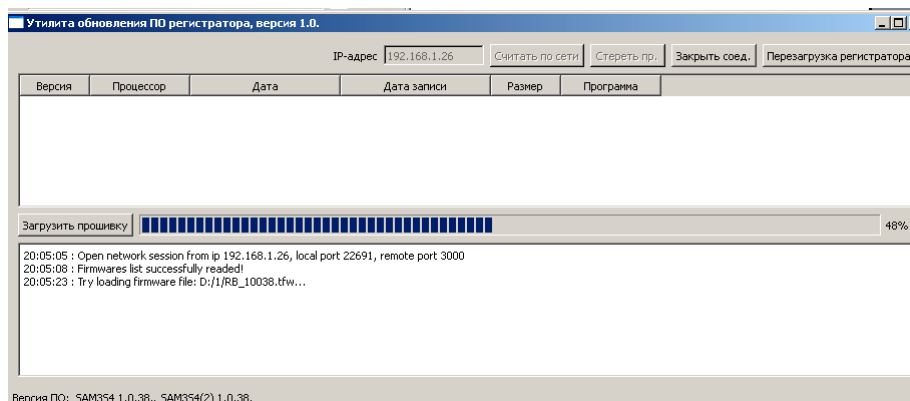 Утилита обновления ПО регистратора, версия 1.0.
IP-адрес 192.168.1.26 Считать по сети Стереть пр. Закрыть соед. Перезагрузка регистратора
Версия Процессор Дата Дата записи Размер Программа
Загрузить прошивку 48%
20:05:05 : Open network session from ip 192.168.1.26, local port 22691, remote port 3000
20:05:08 : Firmwares list successfully readed!
20:05:23 : Try loading firmware file: D:/1/RB_10038.tfw...
Версия ПО: SAM3S4 1.0.38., SAM3S4(2) 1.0.38.